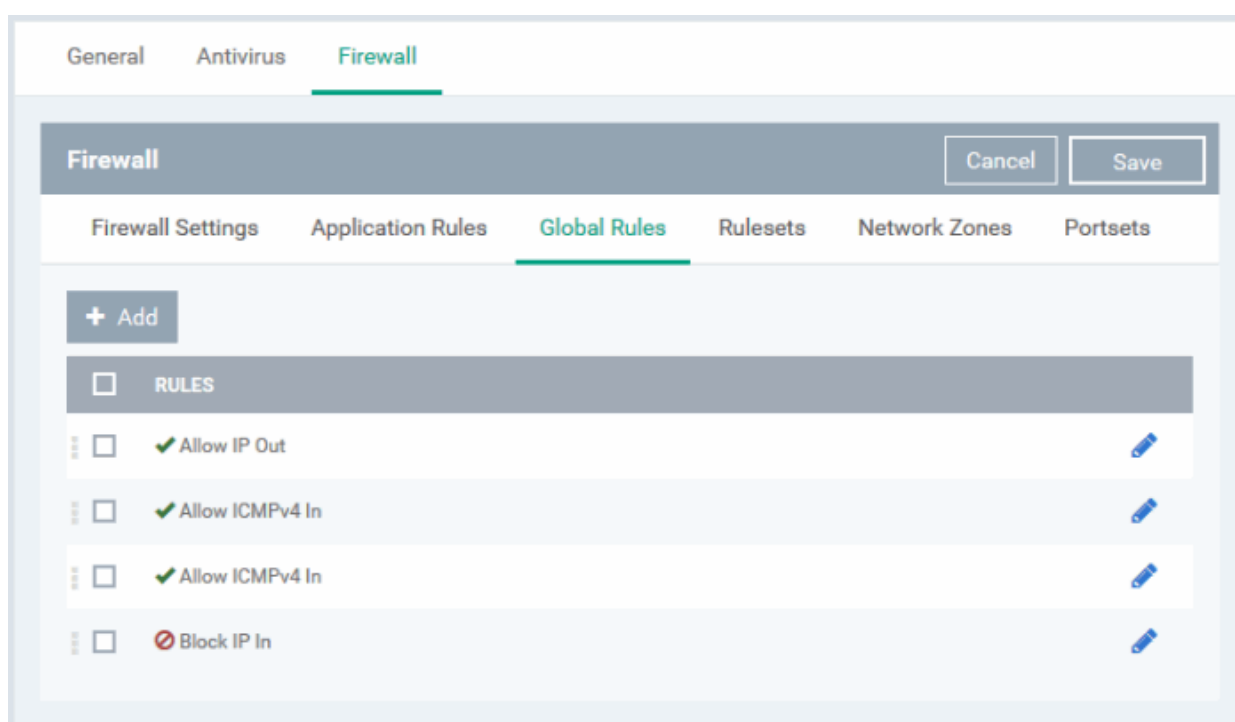 General Antivirus Firewall
Firewall Cancel Save
Firewall Settings Application Rules Global Rules Rulesets Network Zones Portsets
+ Add
RULES
Allow IP Out
Allow ICMPv4 In
Allow ICMPv4 In
Block IP In